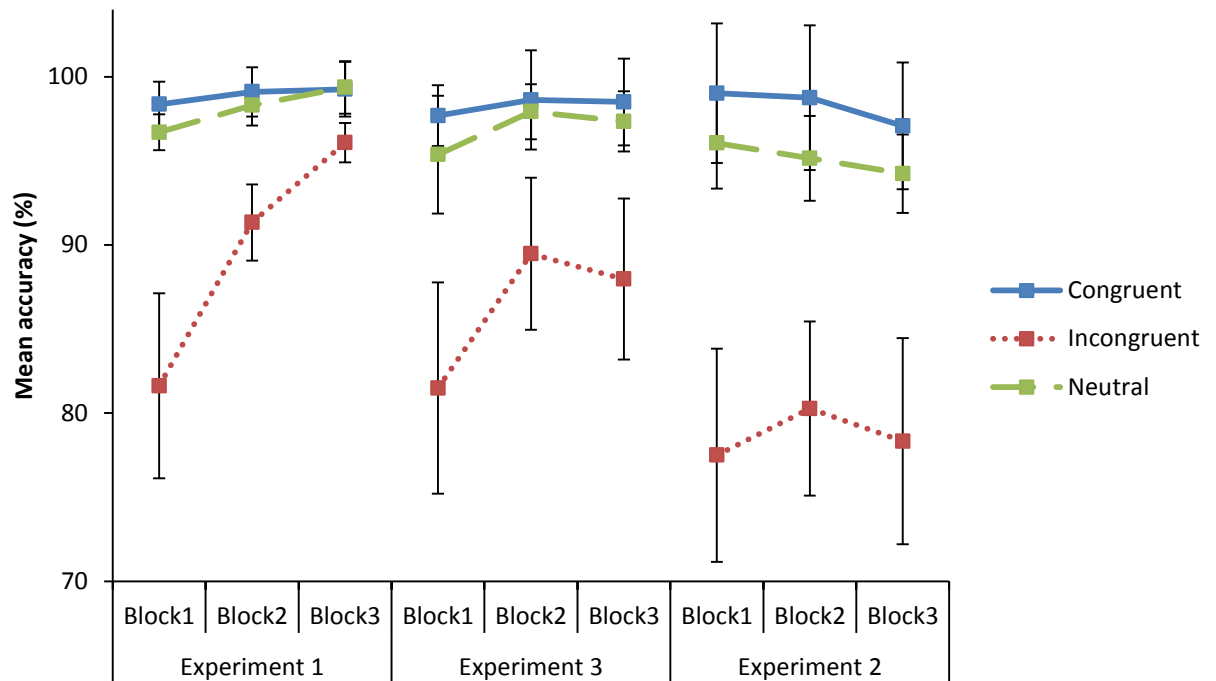 Mean accuracy (%)
100
90
80
70
Block1 Block2 Block3 Block1 Block2 Block3 Block1 Block2 Block3
Experiment 1 Experiment 3 Experiment 2
Congruent
Incongruent
Neutral